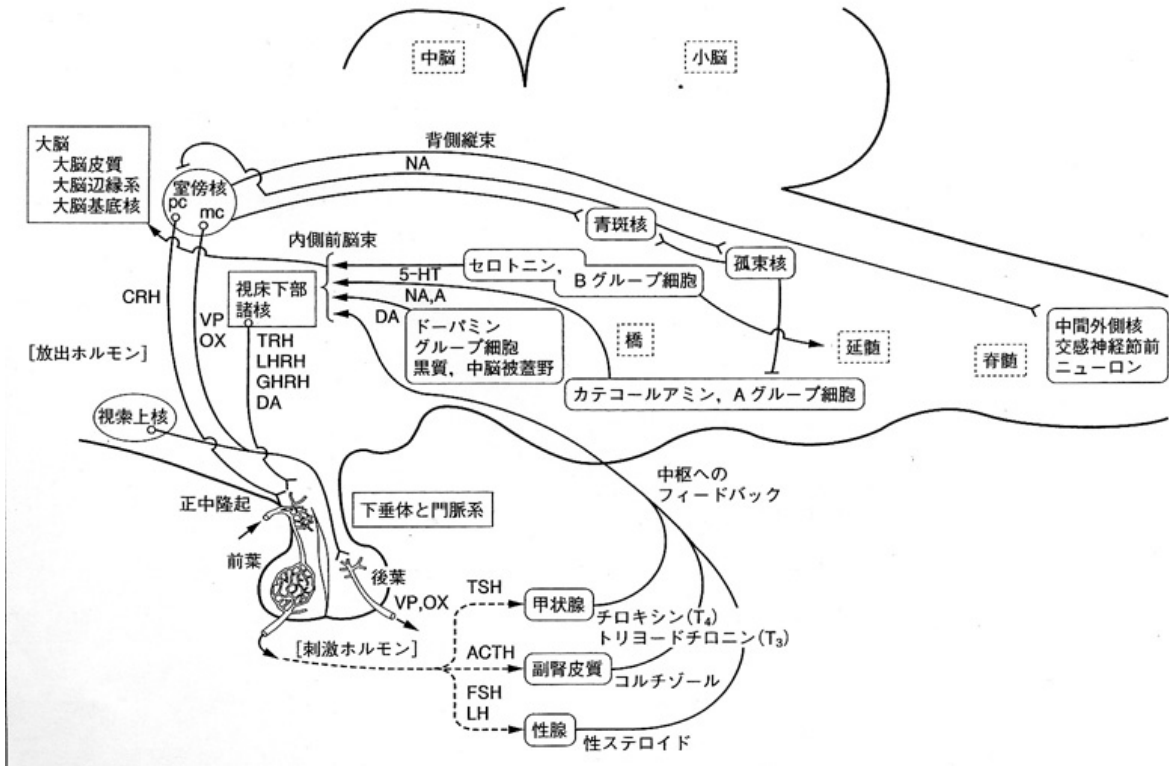 中脳
小脳
大脳
大脳皮質
大脳辺縁系
大脳基底核
背側縦束
NA
室傍核
pc
mc
青斑核
孤束核
内側前脳束
セロトニン,
Bグループ細胞
5-HT
NA,A
DA
視床下部
諸核
CRH
VP
OX
ドーパミン
グループ細胞
黒質, 中脳被蓋野
橋
延髄
脊髄
中間外側核
交感神経節前
ニューロン
[放出ホルモン]
TRH
LHRH
GHRH
DA
カテコールアミン, Aグループ細胞
視索上核
中枢への
フィードバック
正中隆起
下垂体と門脈系
前葉
後葉
VP,OX
TSH
甲状腺
チロキシン(T₄)
トリヨードチロニン(T₃)
[刺激ホルモン]
ACTH
副腎皮質
コルチゾール
FSH
LH
性腺
性ステロイド